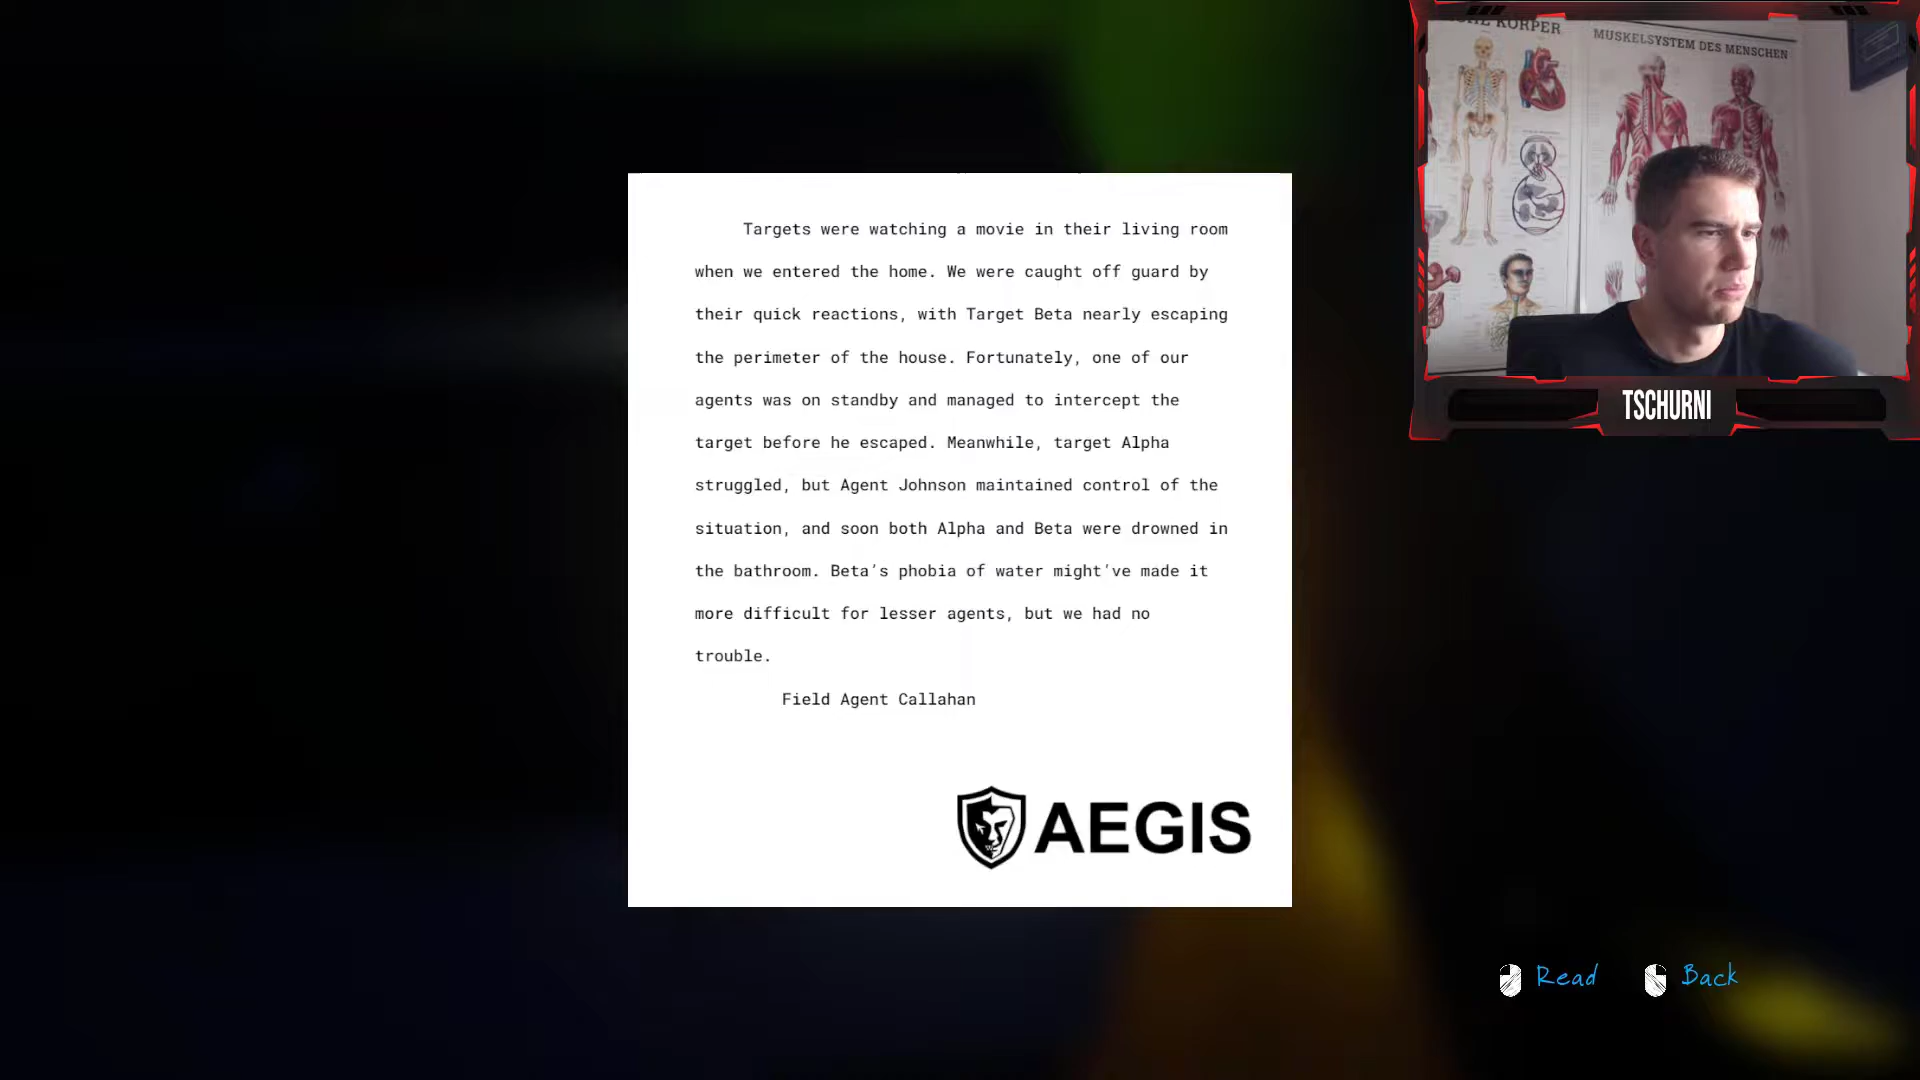 HE KÖRPER
MUSKELSYSTEM DES MENSCHEN
TSCHURNI
Targets were watching a movie in their living room
when we entered the home. We were caught off guard by
their quick reactions, with Target Beta nearly escaping
the perimeter of the house. Fortunately, one of our
agents was on standby and managed to intercept the
target before he escaped. Meanwhile, target Alpha
struggled, but Agent Johnson maintained control of the
situation, and soon both Alpha and Beta were drowned in
the bathroom. Beta's phobia of water might've made it
more difficult for lesser agents, but we had no
trouble.
Field Agent Callahan
AEGIS
Read
Back